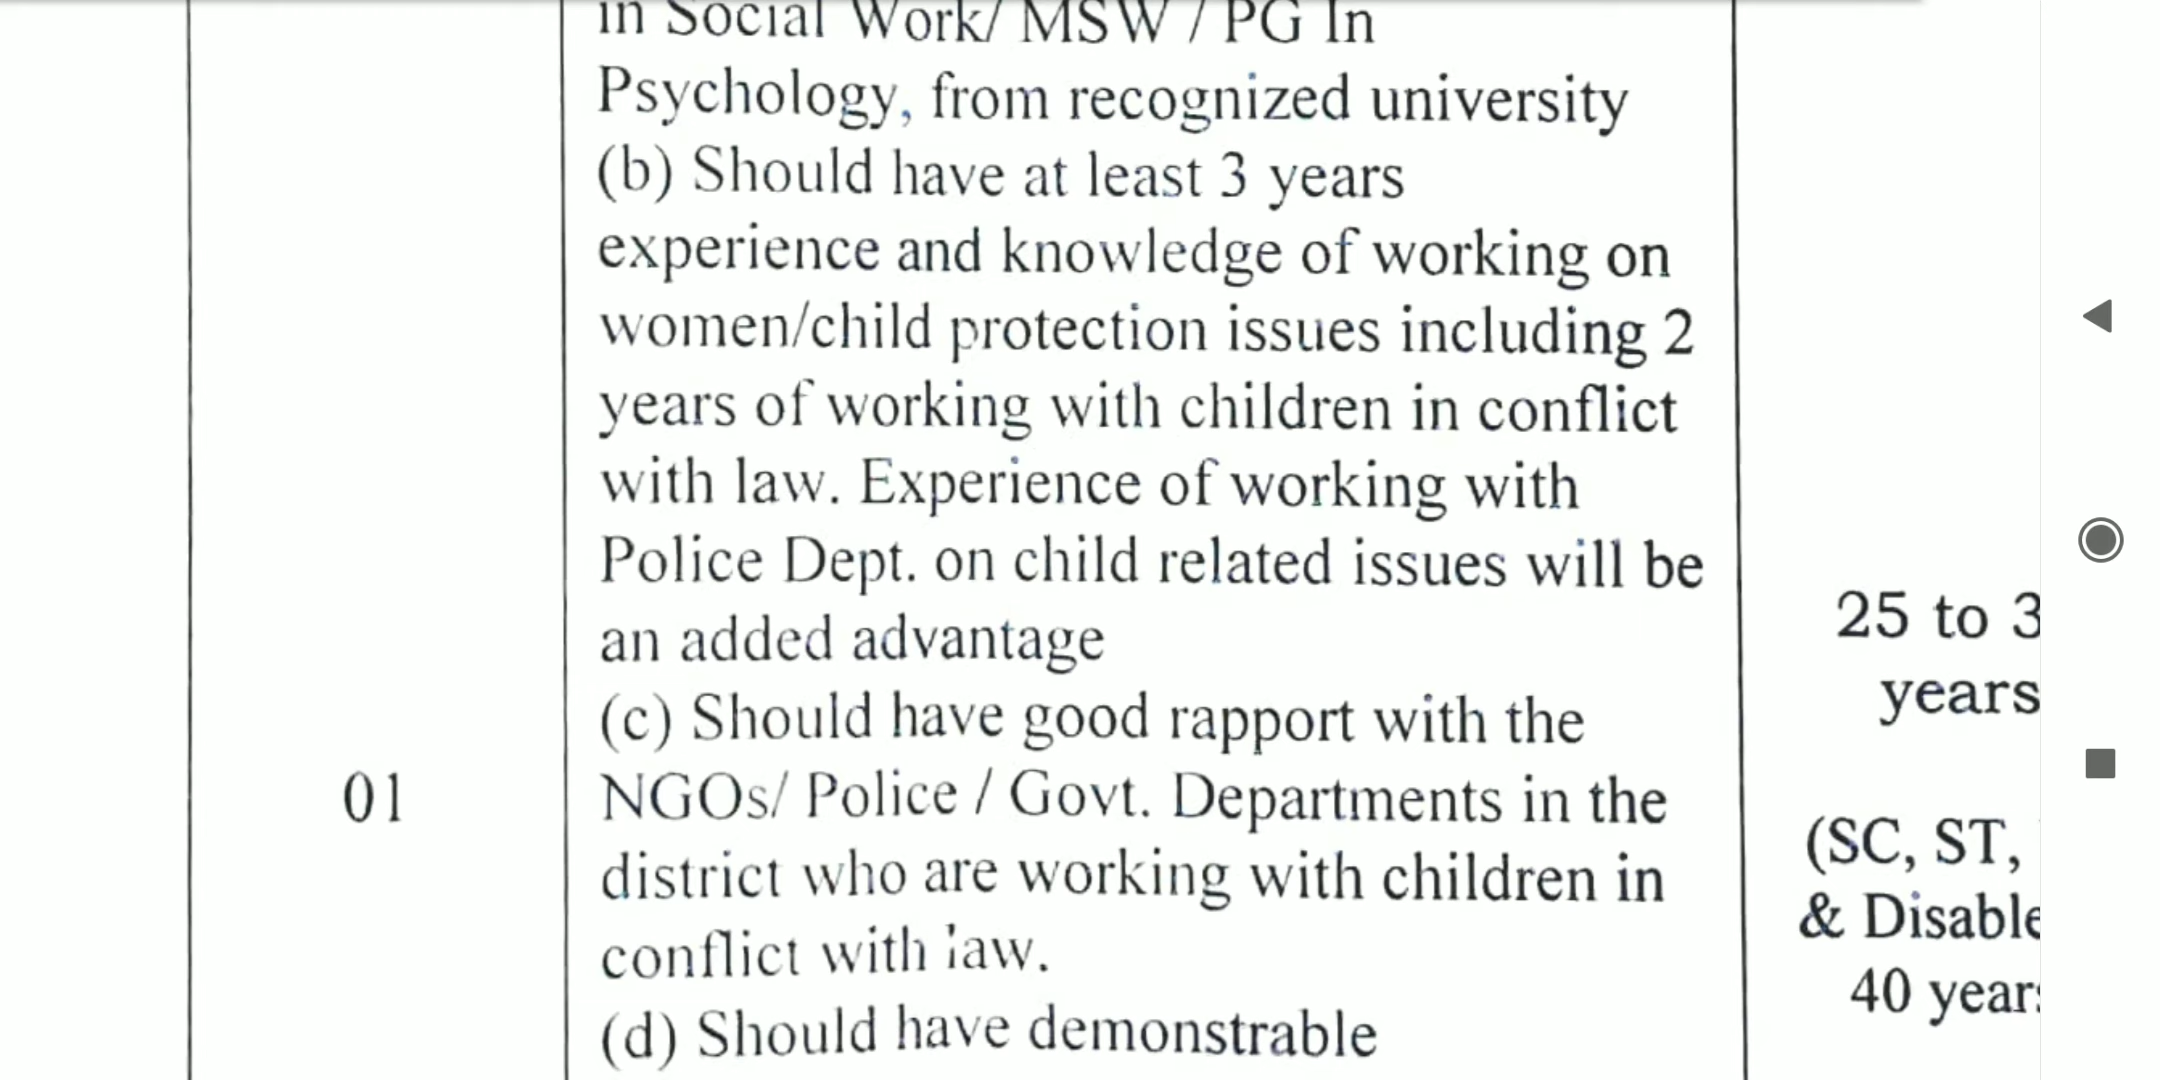 in Social Work/ MSW / PG In
Psychology, from recognized university
(b) Should have at least 3 years
experience and knowledge of working on
women/child protection issues including 2
years of working with children in conflict
with law. Experience of working with
Police Dept. on child related issues will be
an added advantage
(c) Should have good rapport with the
NGOs/ Police / Govt. Departments in the
district who are working with children in
conflict with law.
(d) Should have demonstrable
01
25 to 3
years
(SC, ST,
& Disable
40 year